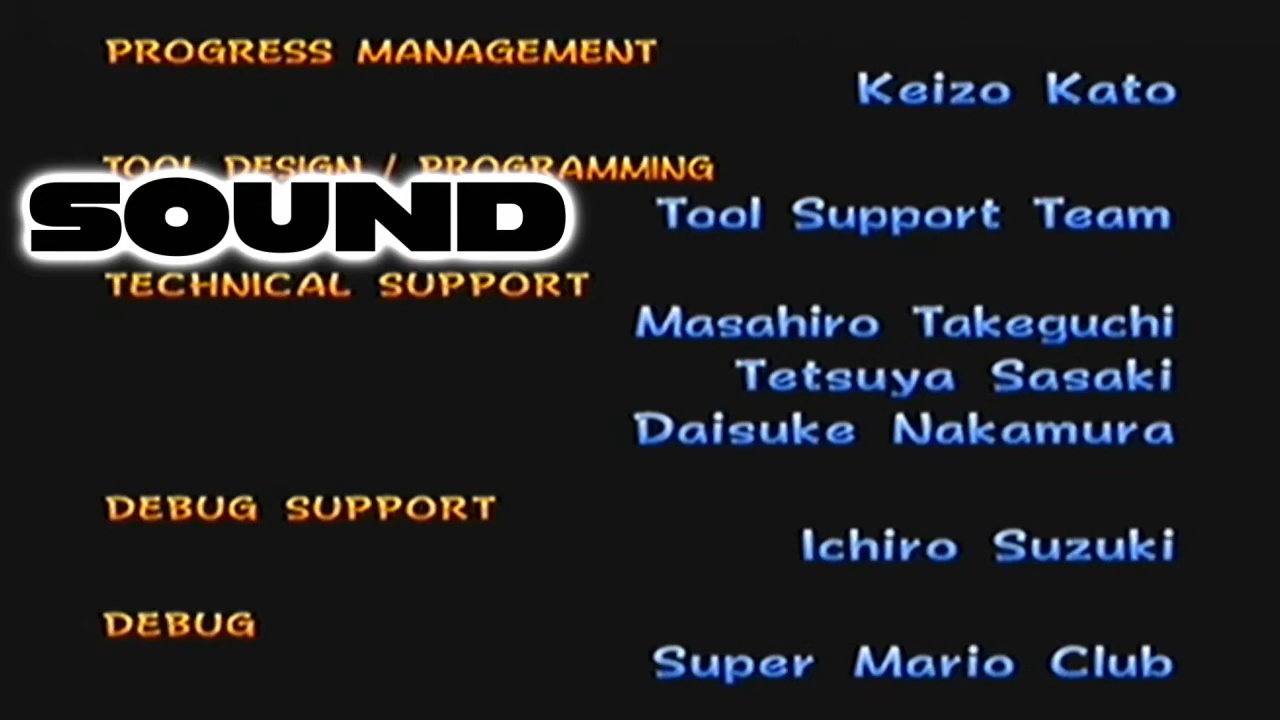 PROGRESS MANAGEMENT
Keizo Kato
TOOL DESIGN / PROGRAMMING
SOUND
Tool Support Team
TECHNICAL SUPPORT
Masahiro Takeguchi
Tetsuya Sasaki
Daisuke Nakamura
DEBUG SUPPORT
Ichiro Suzuki
DEBUG
Super Mario Club